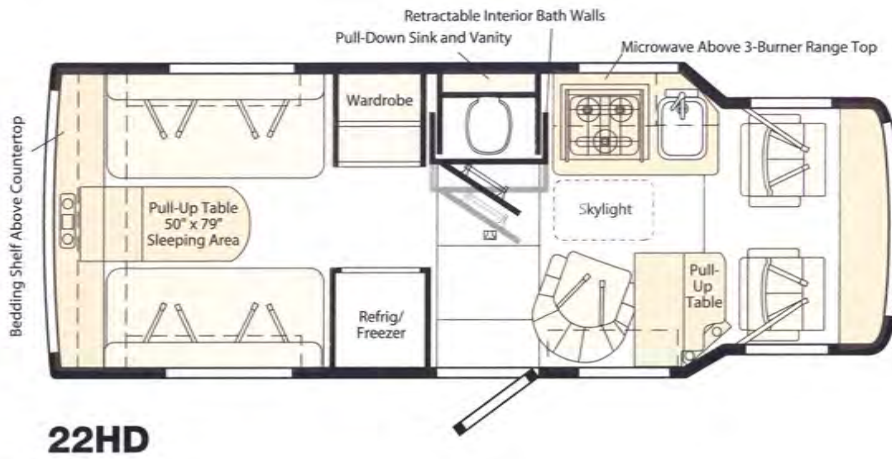 Retractable Interior Bath Walls
Pull-Down Sink and Vanity
Microwave Above 3-Burner Range Top
Bedding Shelf Above Countertop
Wardrobe
Pull-Up Table
50" x 79"
Sleeping Area
Skylight
Refrig/
Freezer
Pull-
Up
Table
22HD